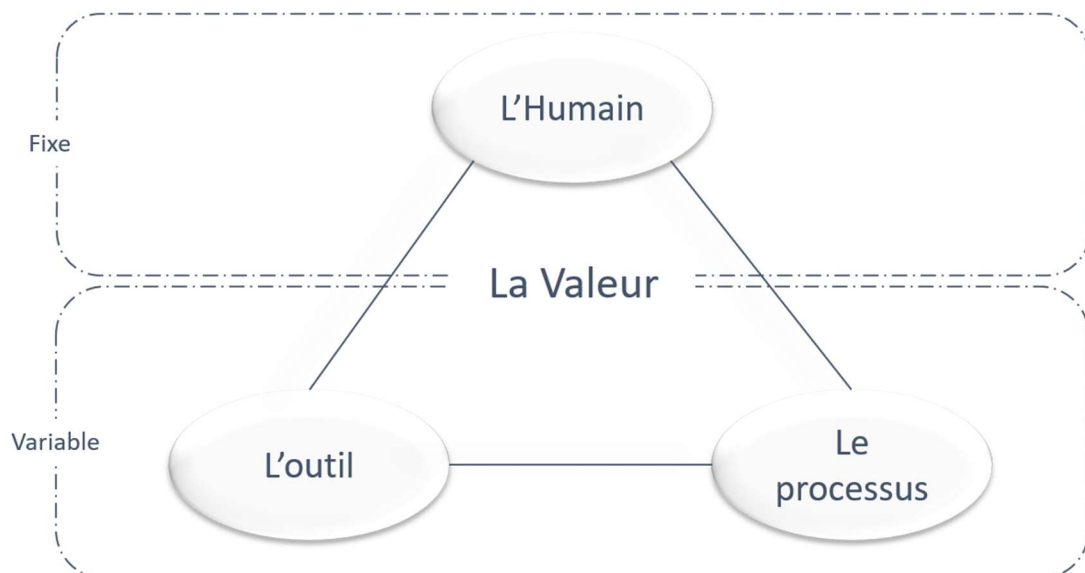 L’Humain
Fixe
La Valeur
Variable
L’outil
Le
processus